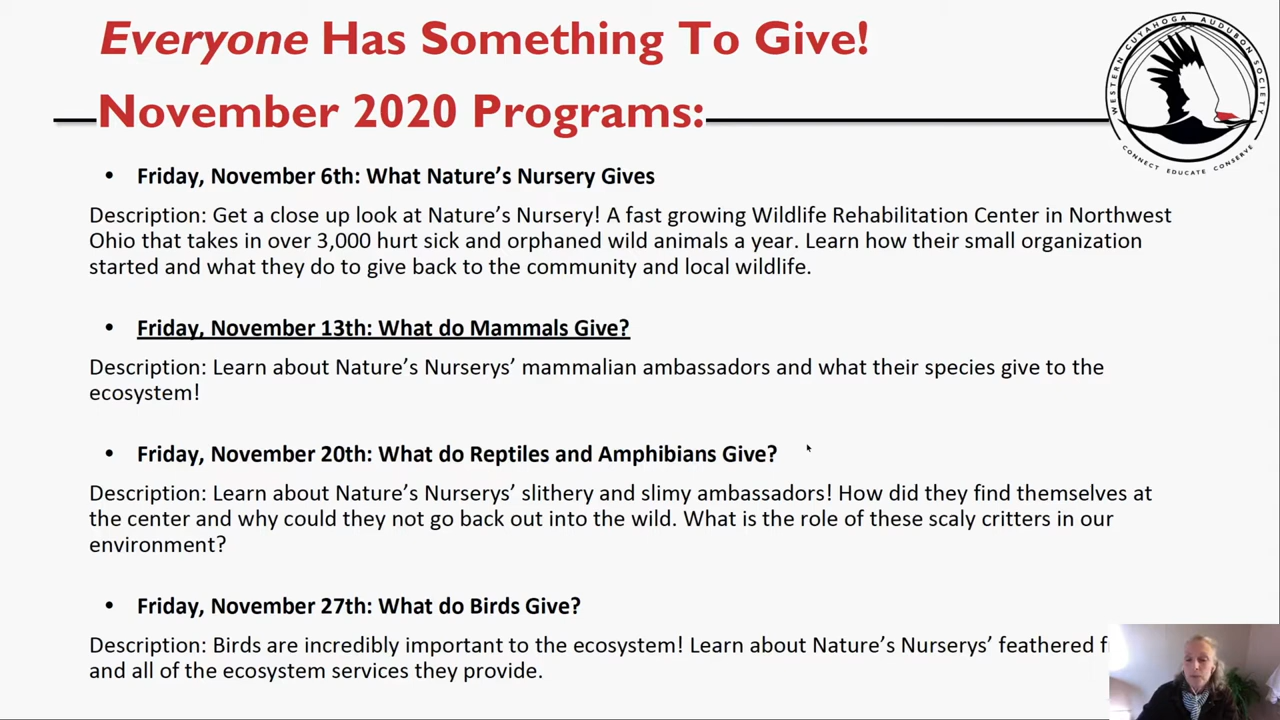 Everyone Has Something To Give!
November 2020 Programs:
WESTERN CUYAHOGA AUDUBON SOCIETY
CONNECT EDUCATE CONSERVE
• Friday, November 6th: What Nature’s Nursery Gives
Description: Get a close up look at Nature’s Nursery! A fast growing Wildlife Rehabilitation Center in Northwest
Ohio that takes in over 3,000 hurt sick and orphaned wild animals a year. Learn how their small organization
started and what they do to give back to the community and local wildlife.
• Friday, November 13th: What do Mammals Give?
Description: Learn about Nature’s Nurserys’ mammalian ambassadors and what their species give to the
ecosystem!
• Friday, November 20th: What do Reptiles and Amphibians Give?
Description: Learn about Nature’s Nurserys’ slithery and slimy ambassadors! How did they find themselves at
the center and why could they not go back out into the wild. What is the role of these scaly critters in our
environment?
• Friday, November 27th: What do Birds Give?
Description: Birds are incredibly important to the ecosystem! Learn about Nature’s Nurserys’ feathered
and all of the ecosystem services they provide.